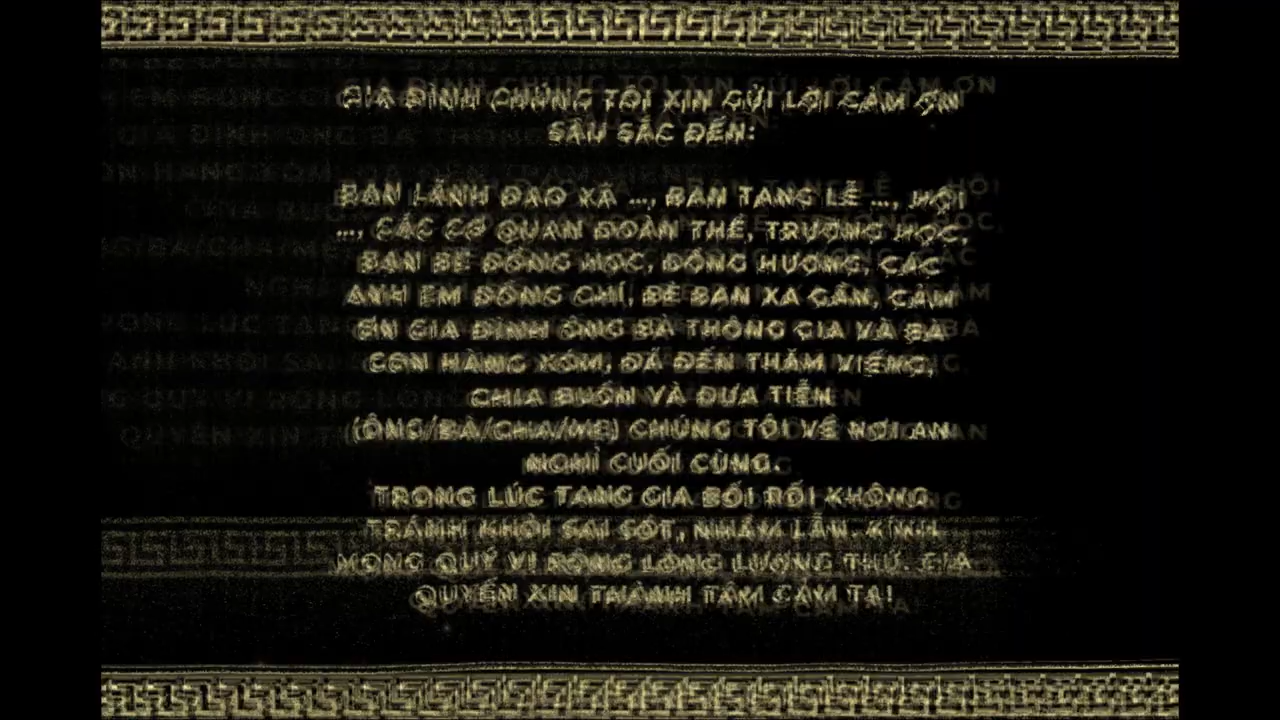 GIA ĐÌNH CHÚNG TÔI XIN GỬI LỜI CẢM ƠN
SÂU SẮC ĐẾN:
BAN LÃNH ĐẠO XÃ ..., BAN TANG LỄ ..., HỘI
..., CÁC CƠ QUAN ĐOÀN THỂ, TRƯỜNG HỌC,
BẠN BÈ ĐỒNG HỌC, ĐỒNG HƯƠNG, CÁC
ANH EM ĐỒNG CHÍ, BÈ BẠN XA GẦN, CẢM
ƠN GIA ĐÌNH ÔNG BÀ THÔNG GIA VÀ BÀ
CON HÀNG XÓM, ĐÃ ĐẾN THĂM VIẾNG,
CHIA BUỒN VÀ ĐƯA TIỄN
(ÔNG/BÀ/CHA/MẸ) CHÚNG TÔI VỀ NƠI AN
NGHỈ CUỐI CÙNG.
TRONG LÚC TANG GIA BỐI RỐI KHÔNG
TRÁNH KHỎI SAI SÓT, NHẦM LẪN. KÍNH
MONG QUÝ VỊ RỘNG LÒNG LƯỢNG THỨ. GIA
QUYẾN XIN THÀNH TÂM CẢM TẠ!